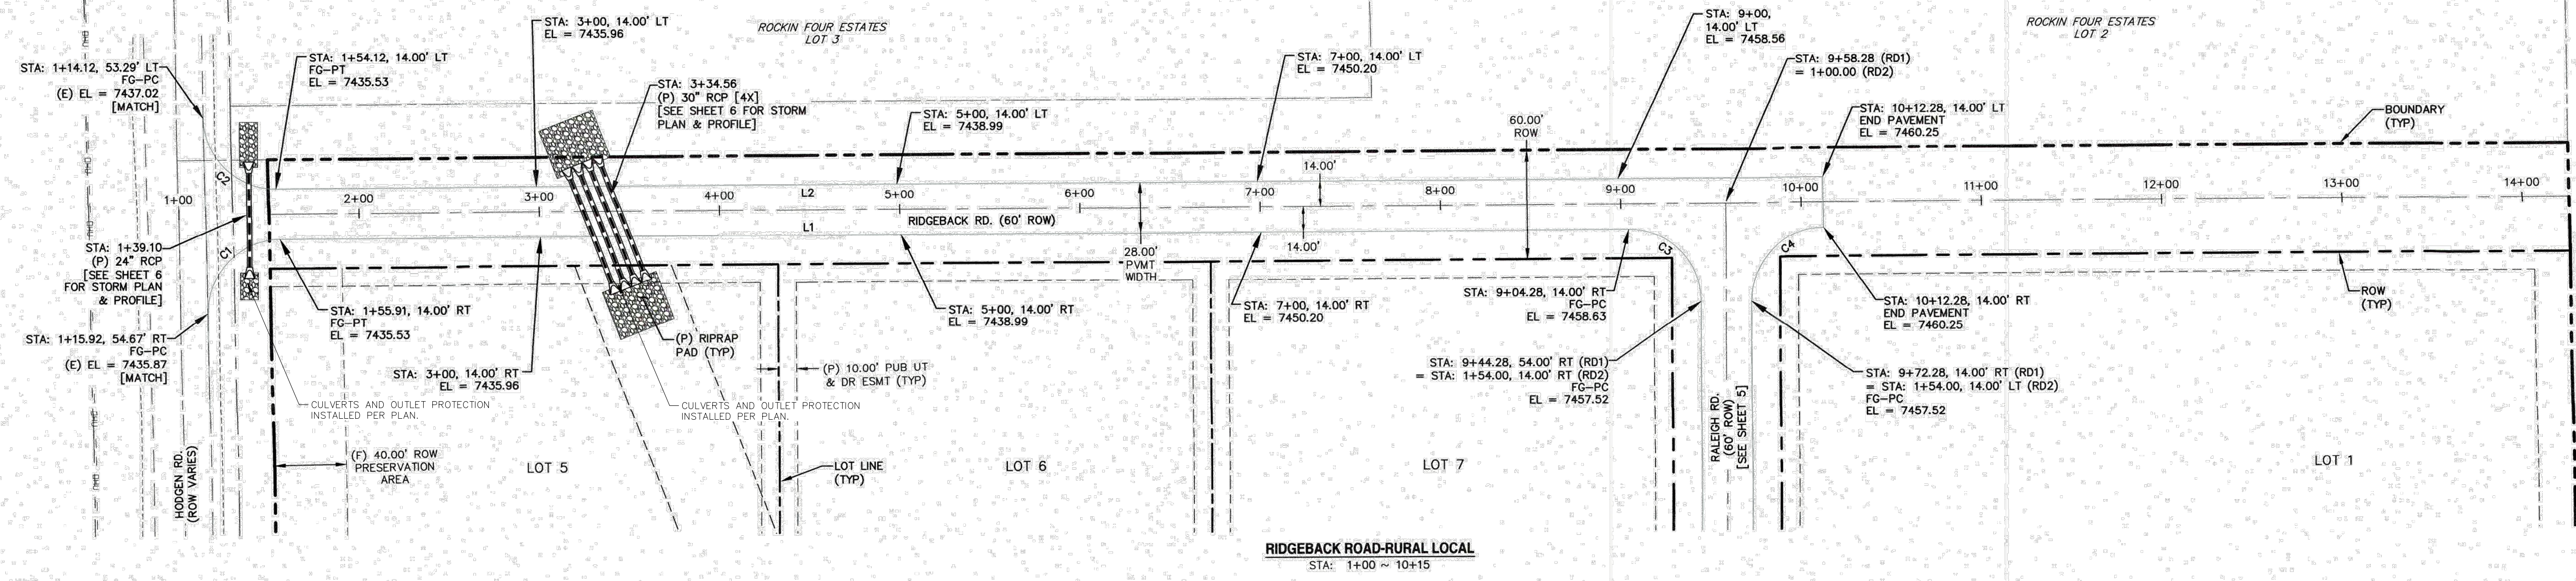 ROCKIN FOUR ESTATES
LOT 3
ROCKIN FOUR ESTATES
LOT 2
STA: 1+14.12, 53.29' LT
FG-PC
(E) EL = 7437.02
[MATCH]
STA: 1+54.12, 14.00' LT
FG-PT
EL = 7435.53
STA: 3+00, 14.00' LT
EL = 7435.96
STA: 3+34.56
(P) 30" RCP [4X]
[SEE SHEET 6 FOR STORM
PLAN & PROFILE]
STA: 5+00, 14.00' LT
EL = 7438.99
STA: 7+00, 14.00' LT
EL = 7450.20
60.00'
ROW
14.00'
STA: 9+00,
14.00' LT
EL = 7458.56
STA: 9+58.28 (RD1)
= 1+00.00 (RD2)
STA: 10+12.28, 14.00' LT
END PAVEMENT
EL = 7460.25
BOUNDARY
(TYP)
OHU
OHU
OHU
OHU
C2
1+00
2+00
3+00
4+00
L2
5+00
6+00
7+00
8+00
9+00
10+00
11+00
12+00
13+00
14+00
RIDGEBACK RD. (60' ROW)
L1
C1
C3
C4
28.00'
PVMT
WIDTH
14.00'
STA: 1+39.10
(P) 24" RCP
[SEE SHEET 6
FOR STORM PLAN
& PROFILE]
STA: 1+15.92, 54.67' RT
FG-PC
(E) EL = 7435.87
[MATCH]
STA: 1+55.91, 14.00' RT
FG-PT
EL = 7435.53
STA: 3+00, 14.00' RT
EL = 7435.96
(P) RIPRAP
PAD (TYP)
(P) 10.00' PUB UT
& DR ESMT (TYP)
STA: 5+00, 14.00' RT
EL = 7438.99
STA: 7+00, 14.00' RT
EL = 7450.20
STA: 9+04.28, 14.00' RT
FG-PC
EL = 7458.63
STA: 9+44.28, 54.00' RT (RD1)
= STA: 1+54.00, 14.00' RT (RD2)
FG-PC
EL = 7457.52
STA: 10+12.28, 14.00' RT
END PAVEMENT
EL = 7460.25
STA: 9+72.28, 14.00' RT (RD1)
= STA: 1+54.00, 14.00' LT (RD2)
FG-PC
EL = 7457.52
ROW
(TYP)
CULVERTS AND OUTLET PROTECTION
INSTALLED PER PLAN.
CULVERTS AND OUTLET PROTECTION
INSTALLED PER PLAN.
HODGEN RD.
(ROW VARIES)
(F) 40.00' ROW
PRESERVATION
AREA
LOT 5
LOT LINE
(TYP)
LOT 6
LOT 7
RALEIGH RD.
(60' ROW)
[SEE SHEET 5]
LOT 1
RIDGEBACK ROAD-RURAL LOCAL
STA: 1+00 ~ 10+15